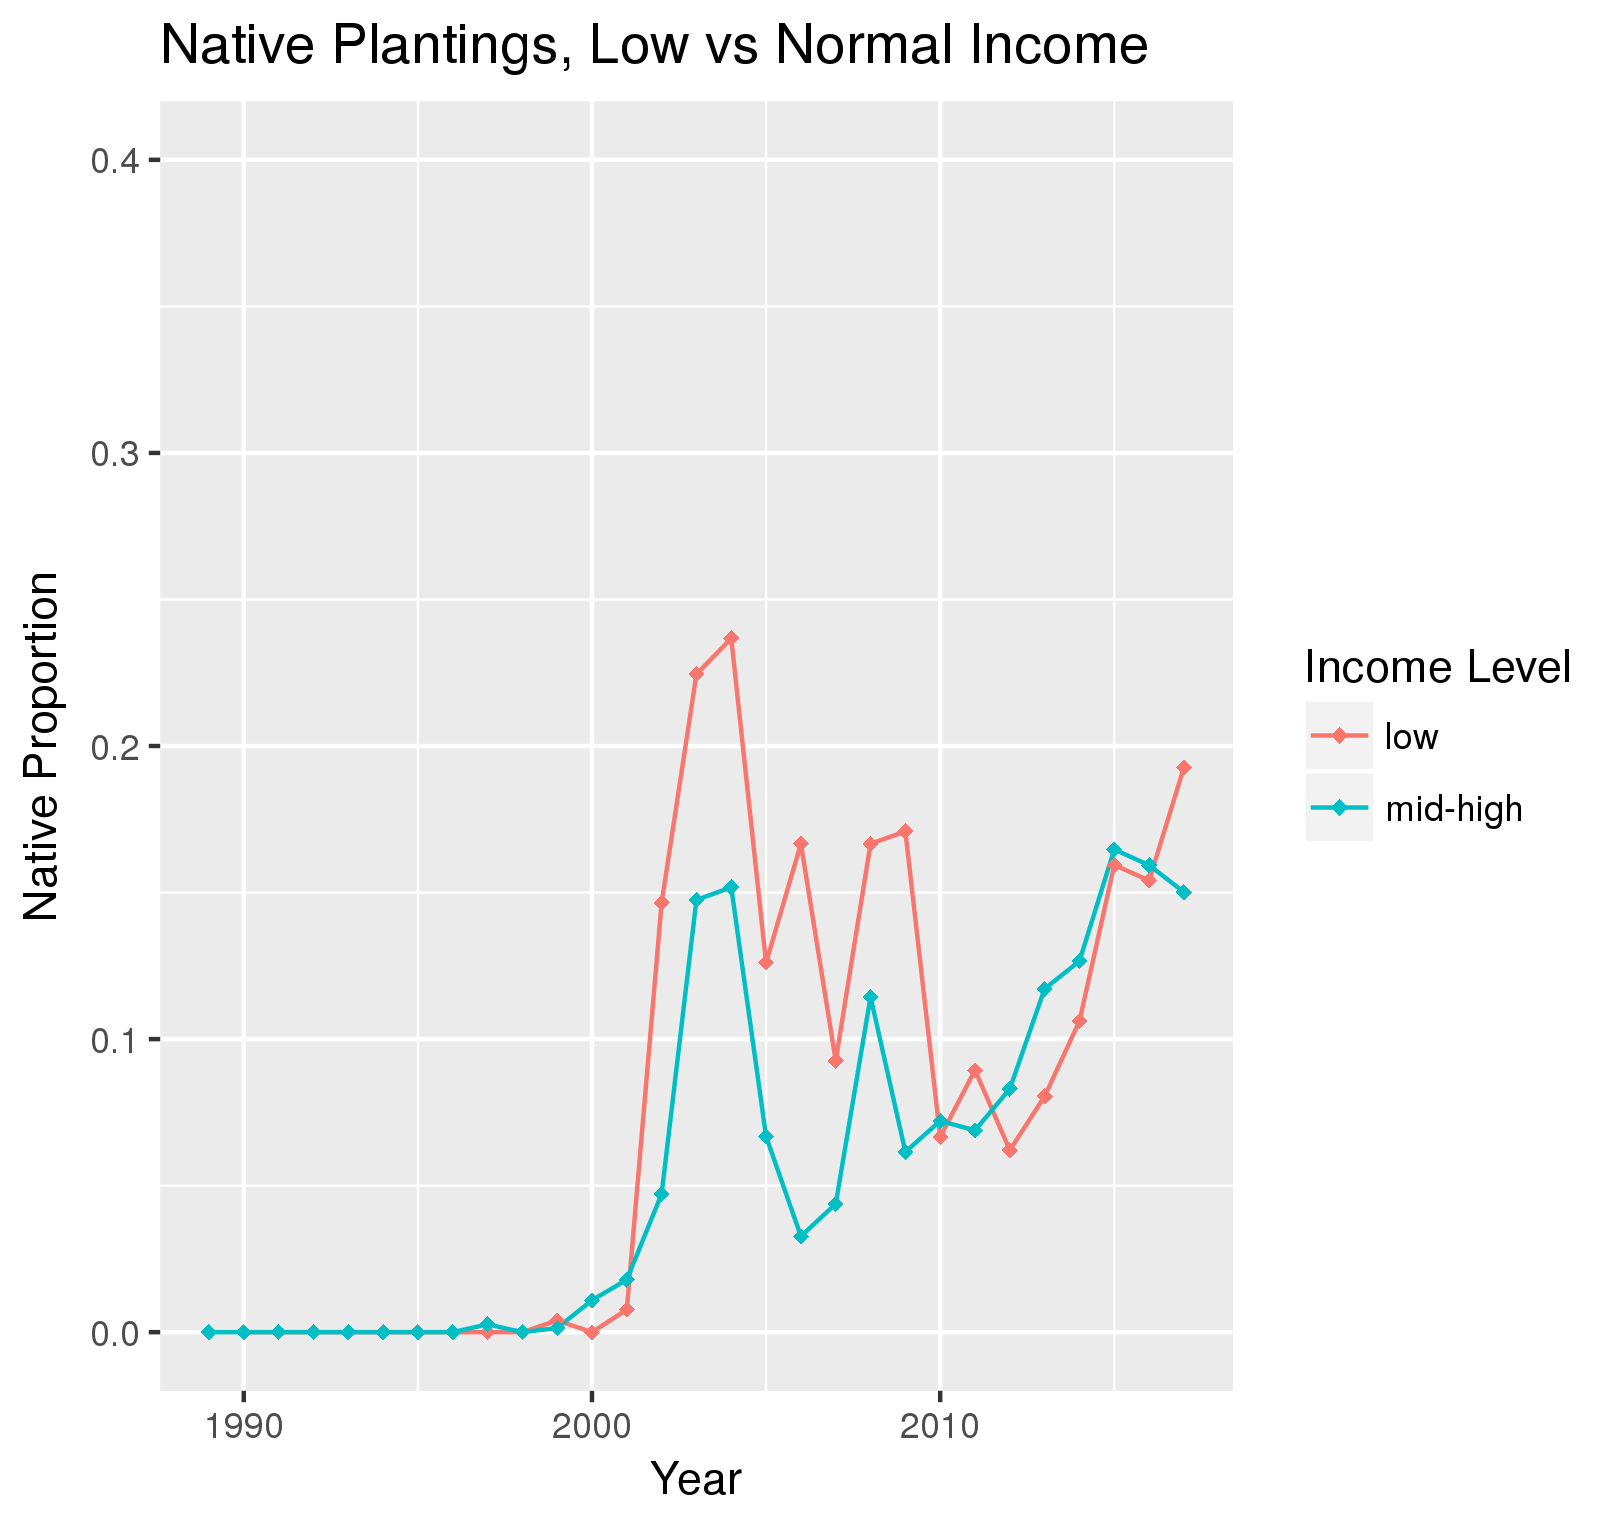 Native Plantings, Low vs Normal Income
0.4
0.3
0.2
0.1
0.0
Native Proportion
1990 2000 2010
Year
Income Level
low
mid-high